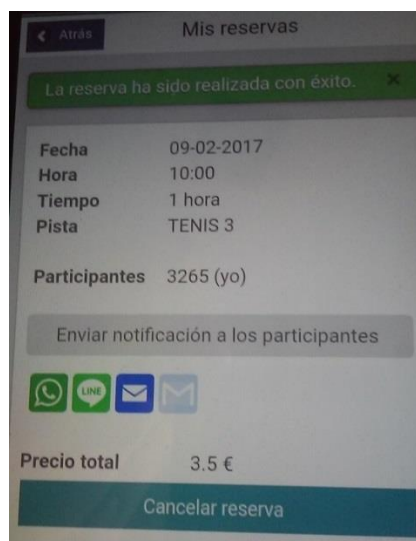 Atrás
Mis reservas
La reserva ha sido realizada con éxito. ×
Fecha 09-02-2017
Hora 10:00
Tiempo 1 hora
Pista TENIS 3
Participantes 3265 (yo)
Enviar notificación a los participantes
LINE
Precio total 3.5 €
Cancelar reserva